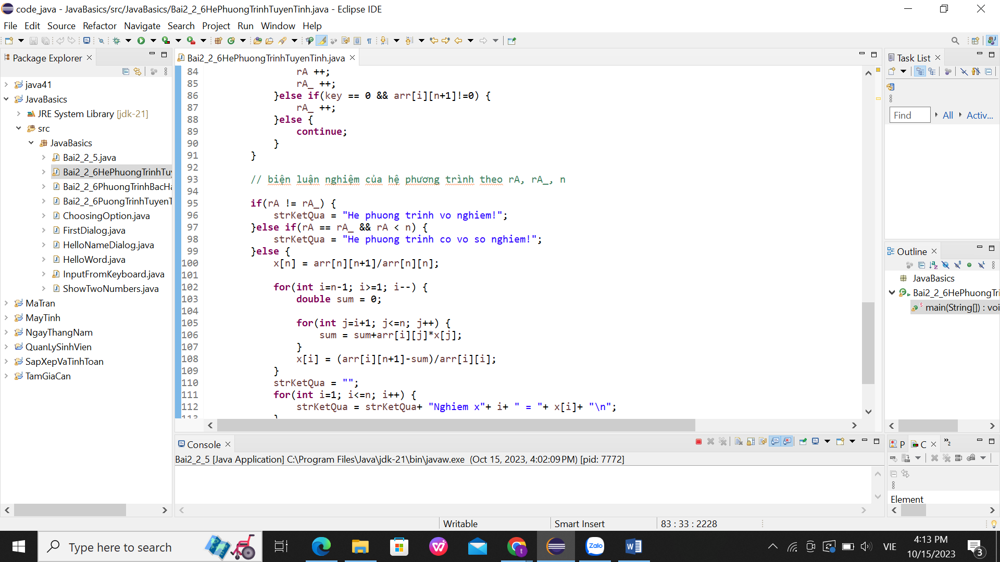 code_java - JavaBasics/src/JavaBasics/Bai2_2_6HePhuongTrinhTuyenTinh.java - Eclipse IDE
File Edit Source Refactor Navigate Search Project Run Window Help
Package Explorer
java41
JavaBasics
JRE System Library [jdk-21]
src
JavaBasics
Bai2_2_5.java
Bai2_2_6HePhuongTrinhTuy
Bai2_2_6PhuongTrinhBacHa
Bai2_2_6PuongTrinhTuyenT
ChoosingOption.java
FirstDialog.java
HelloNameDialog.java
HelloWord.java
InputFromKeyboard.java
ShowTwoNumbers.java
MaTran
MayTinh
NgayThangNam
QuanLySinhVien
SapXepVaTinhToan
TamGiaCan
Bai2_2_6HePhuongTrinhTuyenTinh.java
84 rA ++;
85 rA_ ++;
86 }else if(key == 0 && arr[i][n+1]!=0) {
87 rA_ ++;
88 }else {
89 continue;
90 }
91 }
92
93 // biện luận nghiệm của hệ phương trình theo rA, rA_, n
94
95 if(rA != rA_) {
96 strKetQua = "He phuong trinh vo nghiem!";
97 }else if(rA == rA_ && rA < n) {
98 strKetQua = "He phuong trinh co vo so nghiem!";
99 }else {
100 x[n] = arr[n][n+1]/arr[n][n];
101
102 for(int i=n-1; i>=1; i--) {
103 double sum = 0;
104
105 for(int j=i+1; j<=n; j++) {
106 sum = sum+arr[i][j]*x[j];
107 }
108 x[i] = (arr[i][n+1]-sum)/arr[i][i];
109 }
110 strKetQua = "";
111 for(int i=1; i<=n; i++) {
112 strKetQua = strKetQua+ "Nghiem x"+ i+ " = "+ x[i]+ "\n";
113 }
Task List
Find All Activ...
Outline
JavaBasics
Bai2_2_6HePhuongTri
main(String[]) : voi
Console
Bai2_2_5 [Java Application] C:\Program Files\Java\jdk-21\bin\javaw.exe (Oct 15, 2023, 4:02:09 PM) [pid: 7772]
P C 2
Element
Writable Smart Insert 83 : 33 : 2228
Type here to search
Zalo
W
VIE
4:13 PM
10/15/2023
3